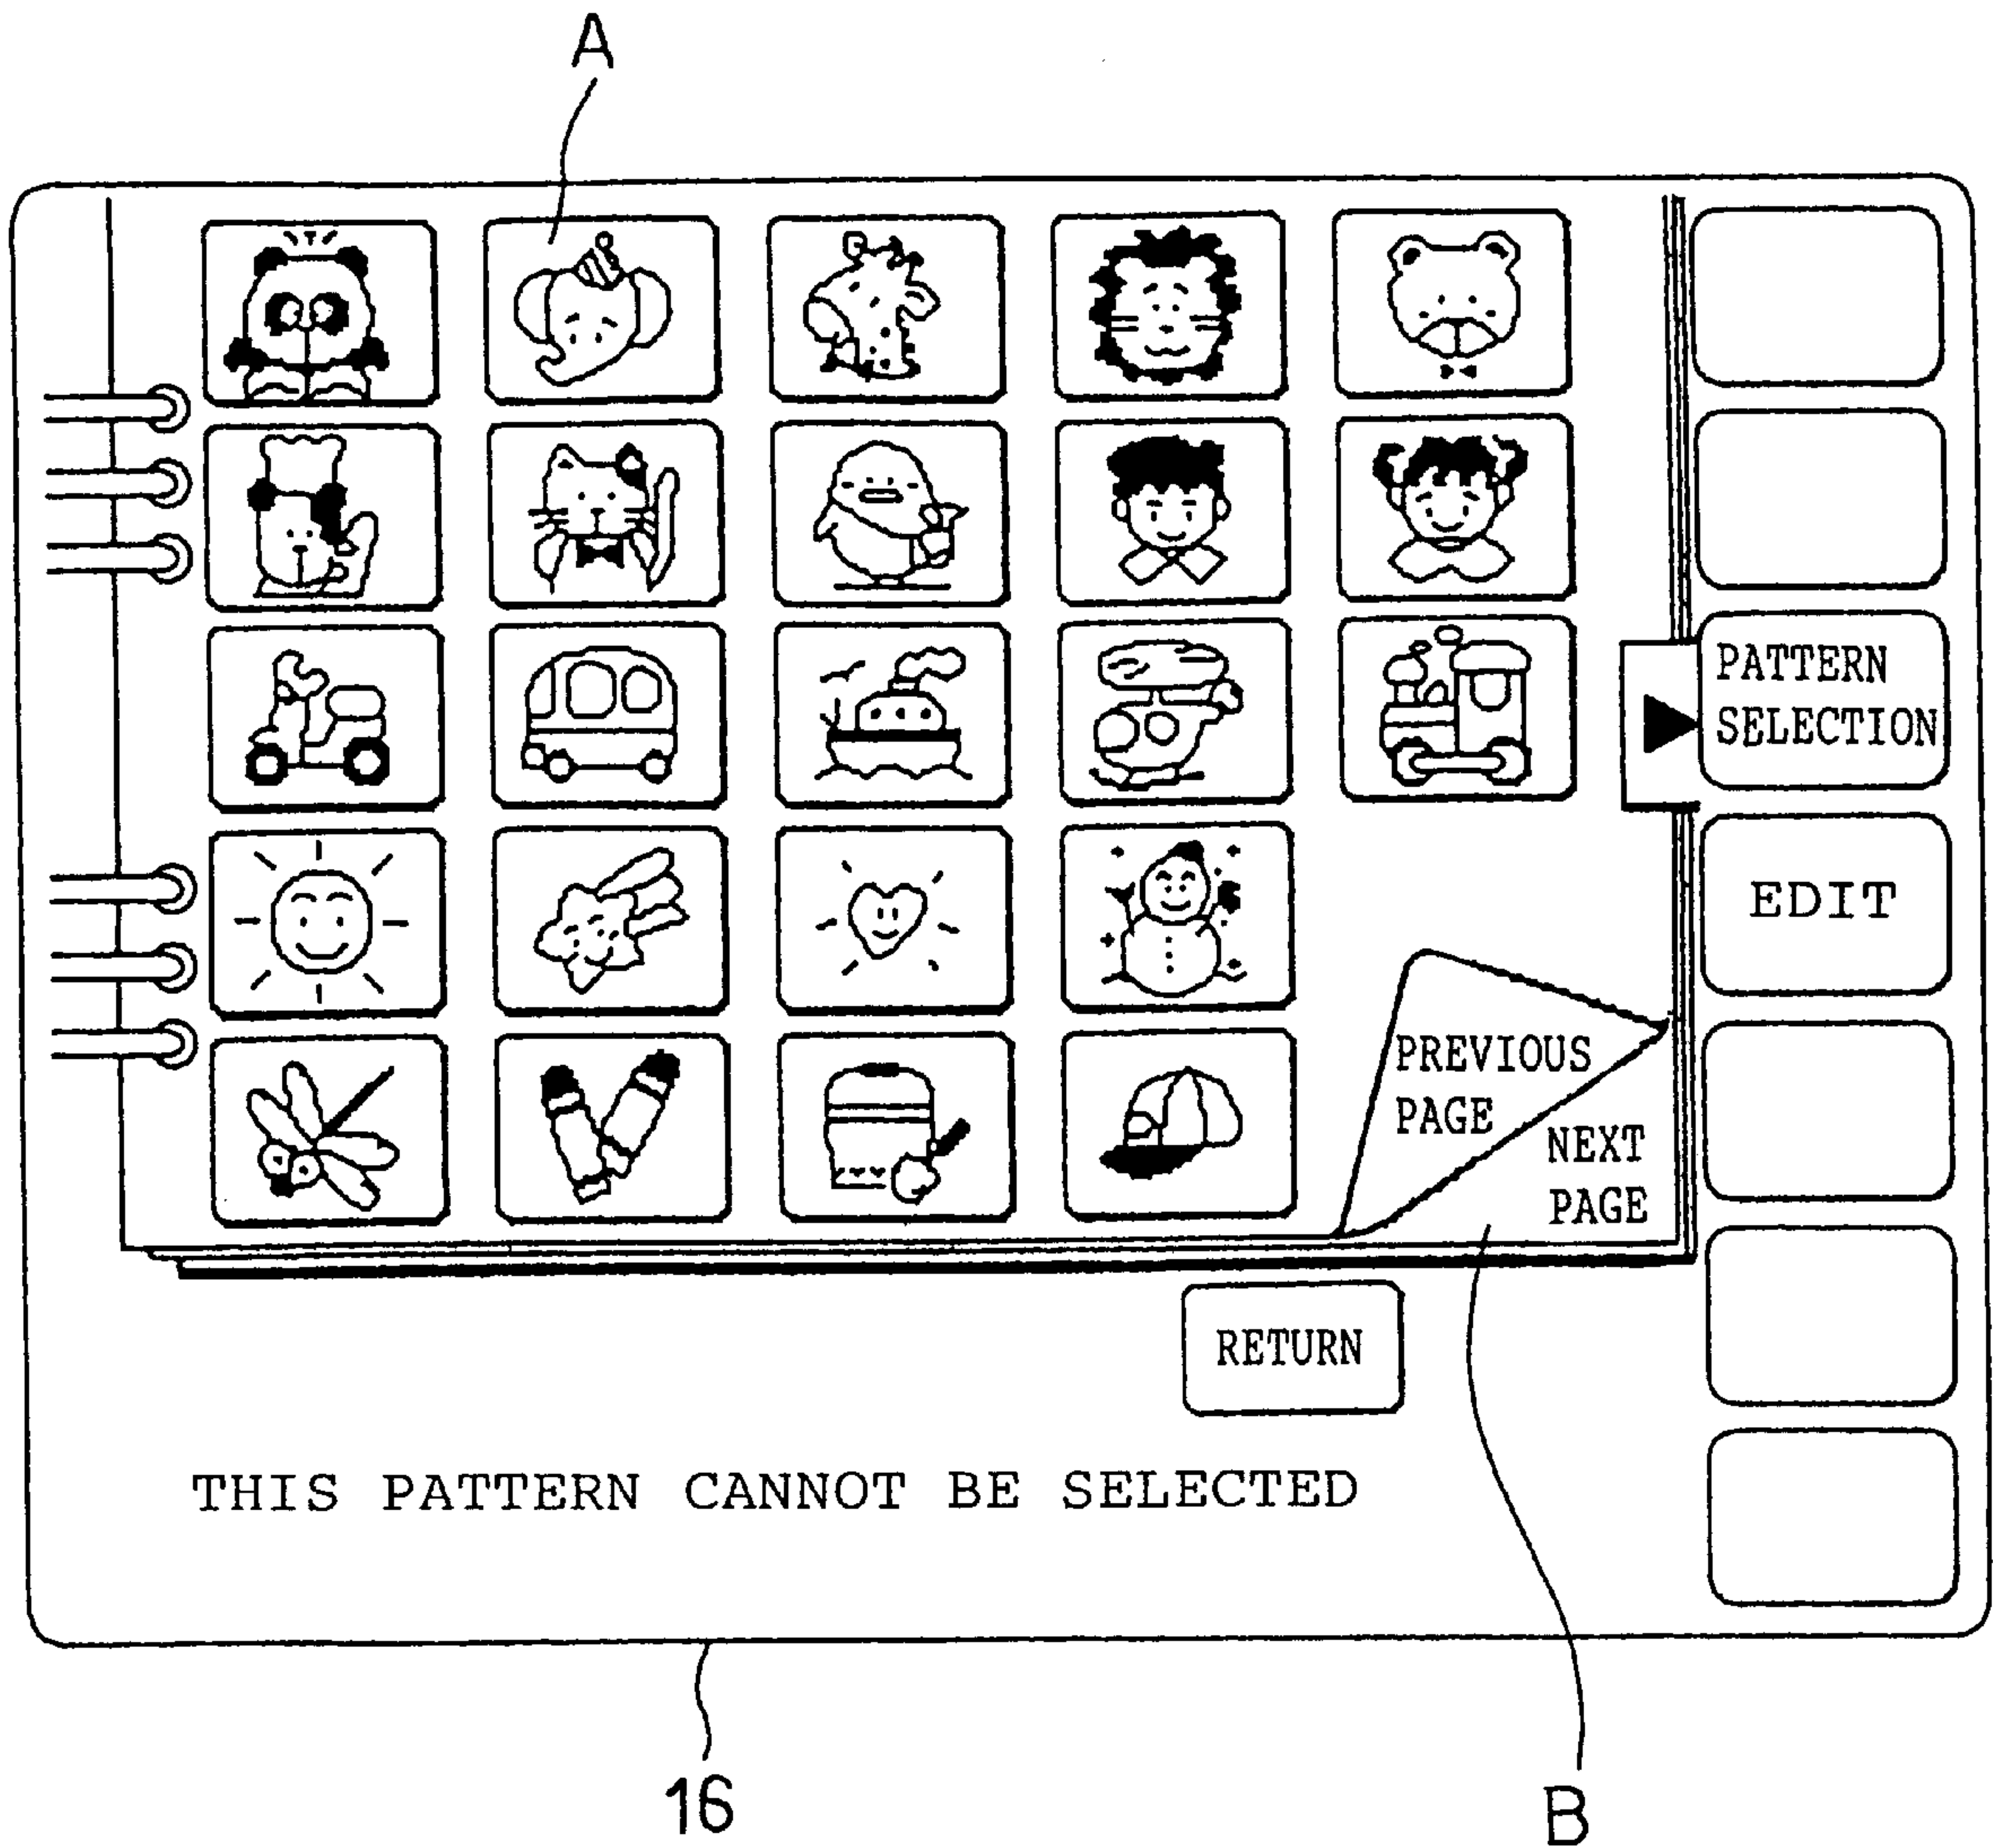 A
PATTERN
SELECTION
EDIT
PREVIOUS
PAGE
NEXT
PAGE
RETURN
THIS PATTERN CANNOT BE SELECTED
16
B